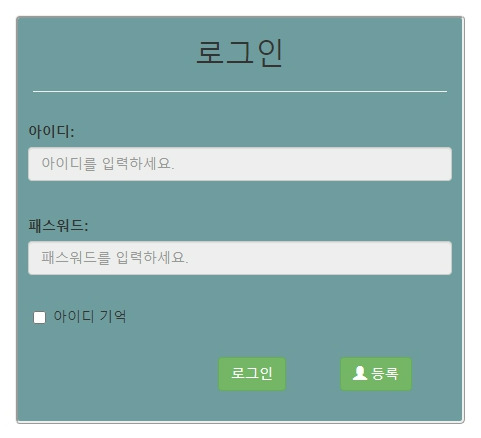 로그인
아이디:
아이디를 입력하세요.
패스워드:
패스워드를 입력하세요.
아이디 기억
로그인 등록